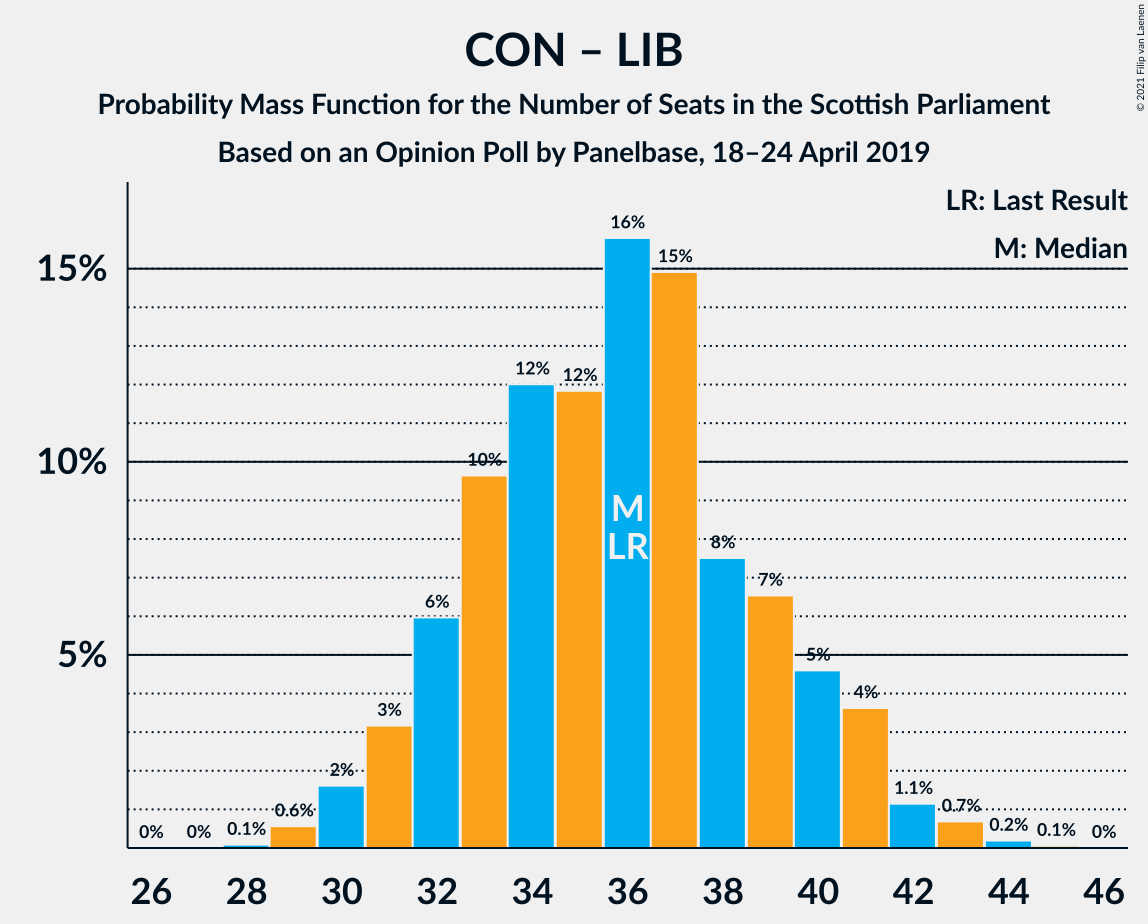 CON – LIB
Probability Mass Function for the Number of Seats in the Scottish Parliament
Based on an Opinion Poll by Panelbase, 18–24 April 2019
© 2021 Filip van Laenen
LR: Last Result
M: Median
15%
10%
5%
0%
0%
0.1%
0.6%
2%
3%
6%
10%
12%
12%
16%
15%
8%
7%
5%
4%
1.1%
0.7%
0.2%
0.1%
0%
M
LR
26 28 30 32 34 36 38 40 42 44 46